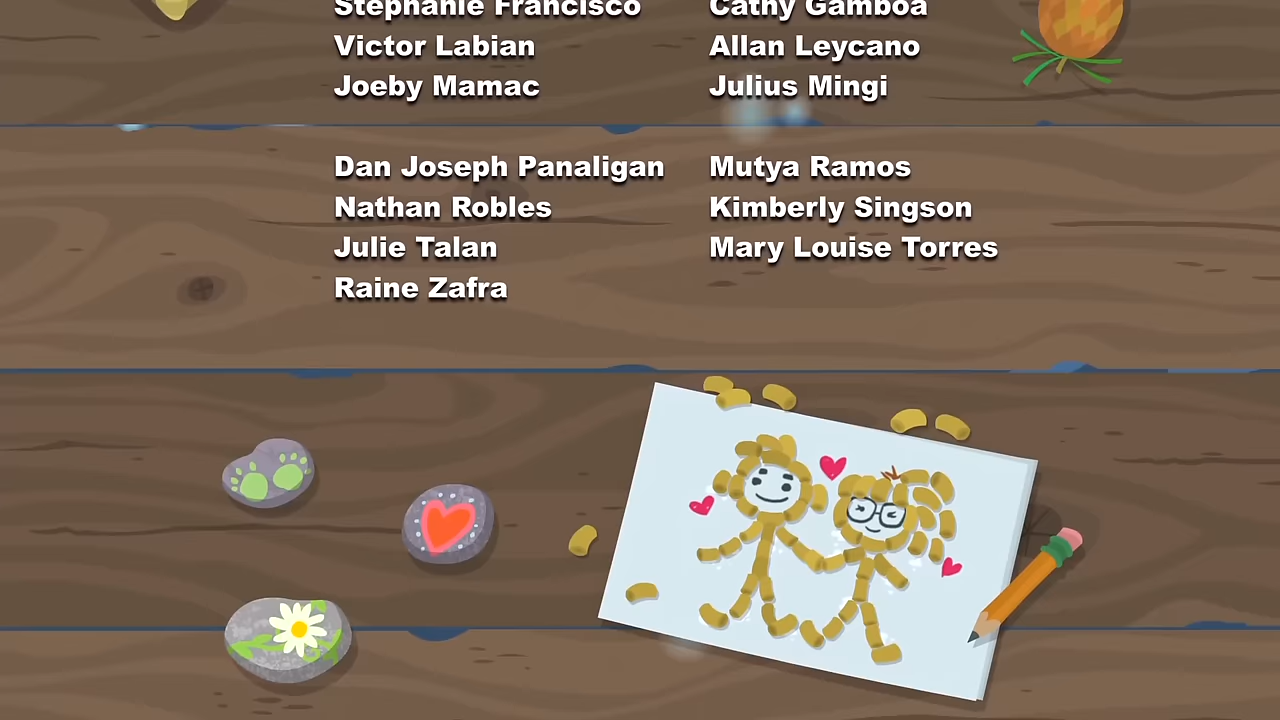 Stephanie Francisco
Cathy Gamboa
Victor Labian
Allan Leycano
Joeby Mamac
Julius Mingi
Dan Joseph Panaligan
Mutya Ramos
Nathan Robles
Kimberly Singson
Julie Talan
Mary Louise Torres
Raine Zafra